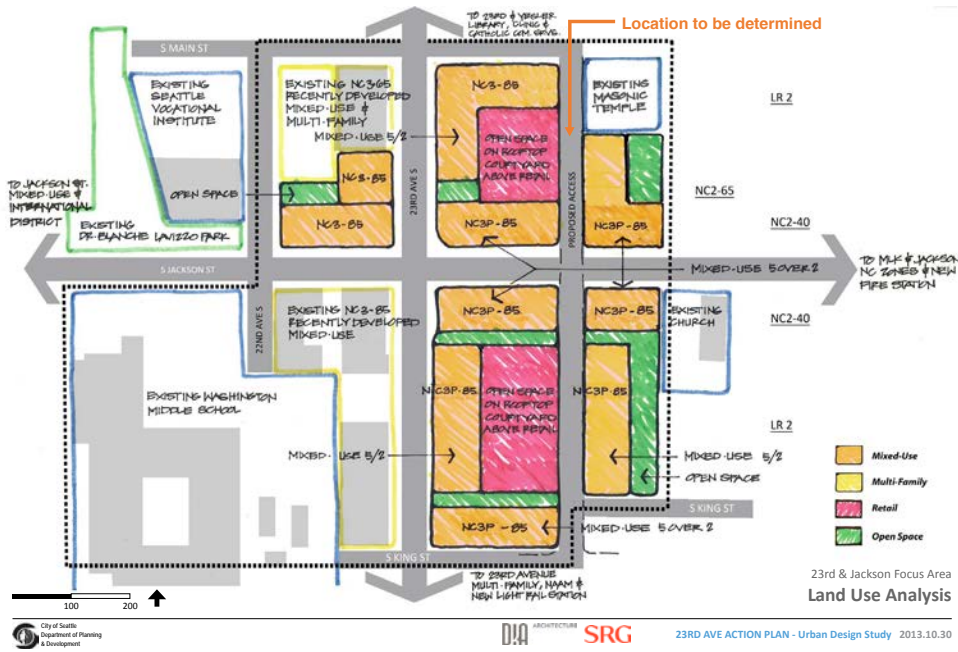 TO 23RD & YESLER
LIBRARY, CLINIC &
CATHOLIC COM. SRVS.
Location to be determined
S MAIN ST
EXISTING
SEATTLE
VOCATIONAL
INSTITUTE
EXISTING NC3-65
RECENTLY DEVELOPED
MIXED-USE &
MULTI-FAMILY
MIXED-USE 5/2
NC3-85
EXISTING
MASONIC
TEMPLE
LR 2
OPEN SPACE
ON ROOFTOP
COURTYARD
ABOVE RETAIL
23RD AVE S
PROPOSED ACCESS
TO JACKSON ST.
MIXED-USE &
INTERNATIONAL
DISTRICT
OPEN SPACE
NC3-85
NC2-65
EXISTING
DR. BLANCHE LAVIZZO PARK
NC3-85
NC3P-85
NC3P-85
NC2-40
S JACKSON ST
MIXED-USE 5 OVER 2
TO MLK & JACKSON
NC ZONES & NEW
FIRE STATION
22ND AVE S
EXISTING NC3-85
RECENTLY DEVELOPED
MIXED-USE
NC3P-85
NC3P-85
EXISTING
CHURCH
NC2-40
EXISTING WASHINGTON
MIDDLE SCHOOL
NC3P-85
OPEN SPACE
ON ROOFTOP
COURTYARD
ABOVE RETAIL
NC3P-85
LR 2
MIXED-USE 5/2
MIXED-USE 5/2
OPEN SPACE
Mixed-Use
Multi-Family
Retail
Open Space
S KING ST
NC3P-85
MIXED-USE 5 OVER 2
S KING ST
TO 23RD AVENUE
MULTI-FAMILY, NAAM &
NEW LIGHT RAIL STATION
100 200
23rd & Jackson Focus Area
Land Use Analysis
City of Seattle
Department of Planning
& Development
D!A ARCHITECTURE
SRG
23RD AVE ACTION PLAN - Urban Design Study 2013.10.30